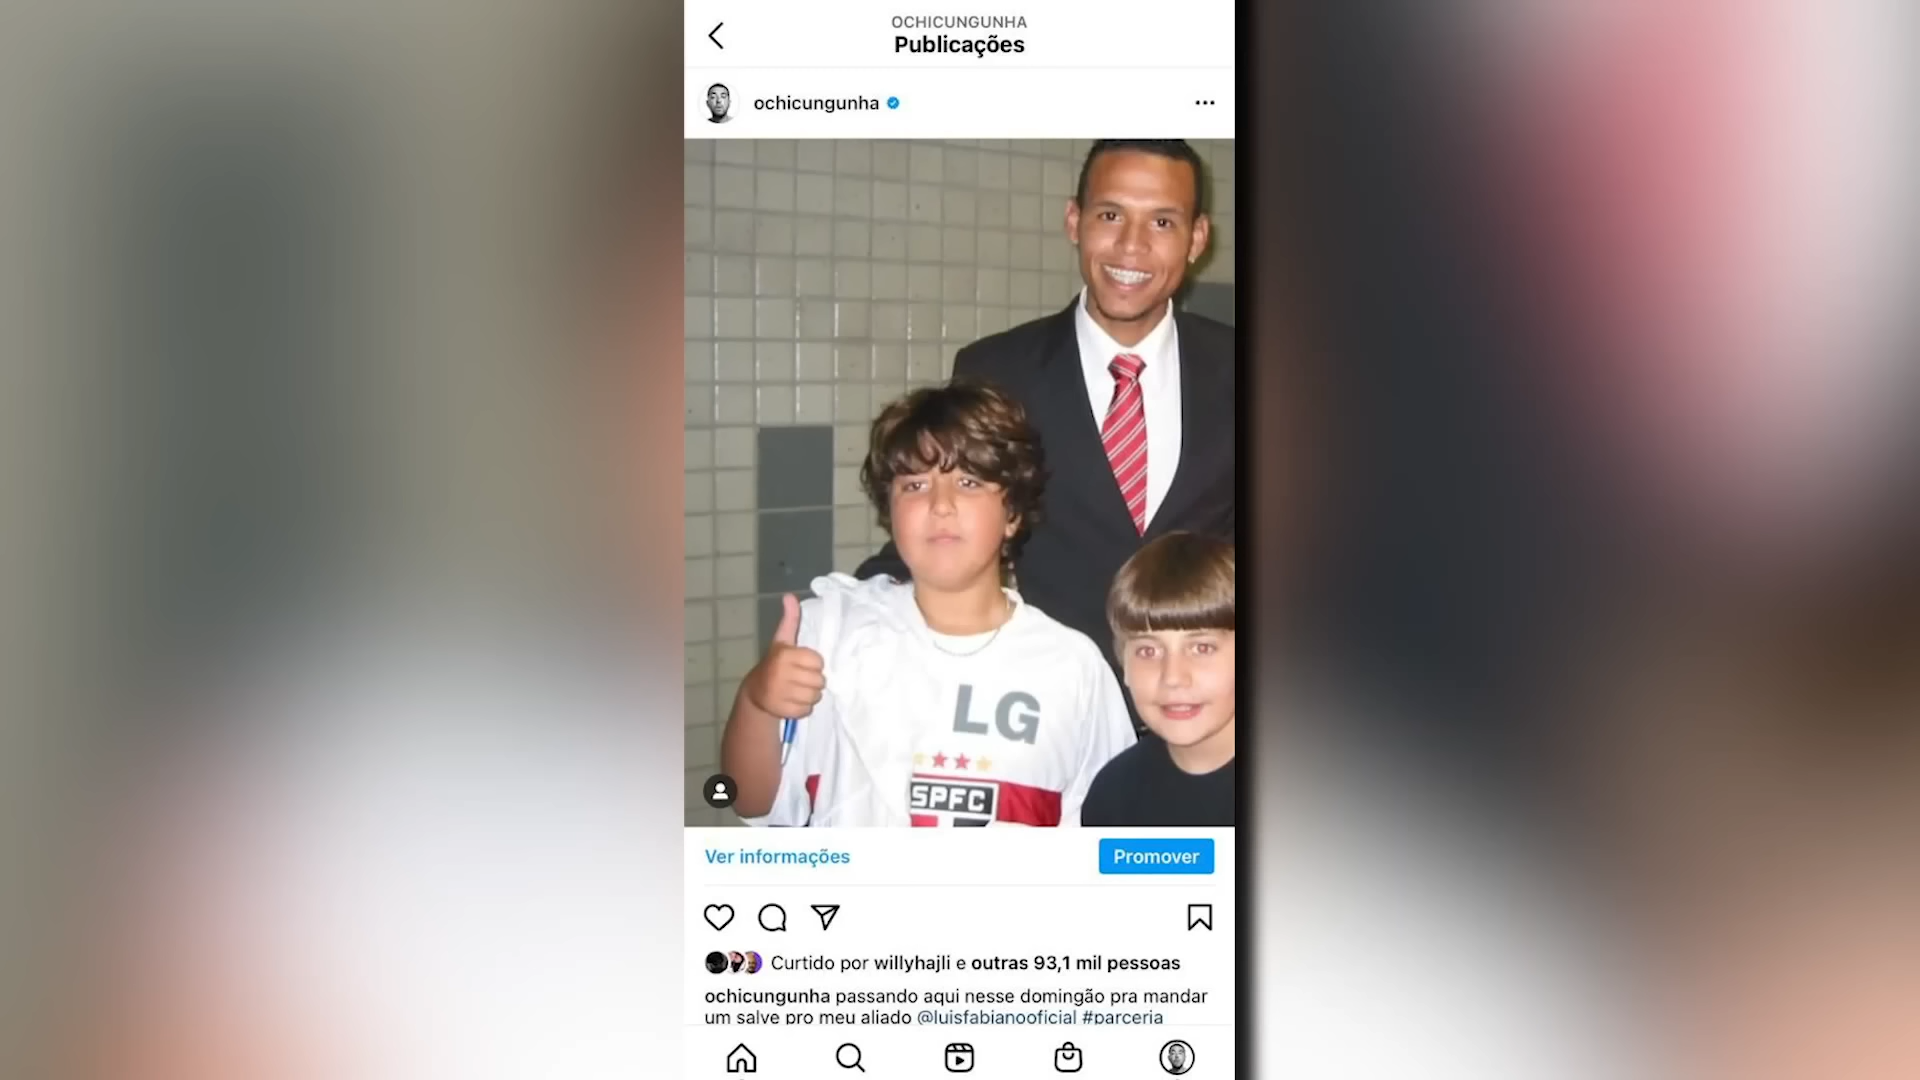 OCHICUNGUNHA
Publicações
ochicungunha
LG
SPFC
Ver informações
Promover
Curtido por willyhajli e outras 93,1 mil pessoas
ochicungunha passando aqui nesse domingão pra mandar
um salve pro meu aliado @luisfabianooficial #parceria